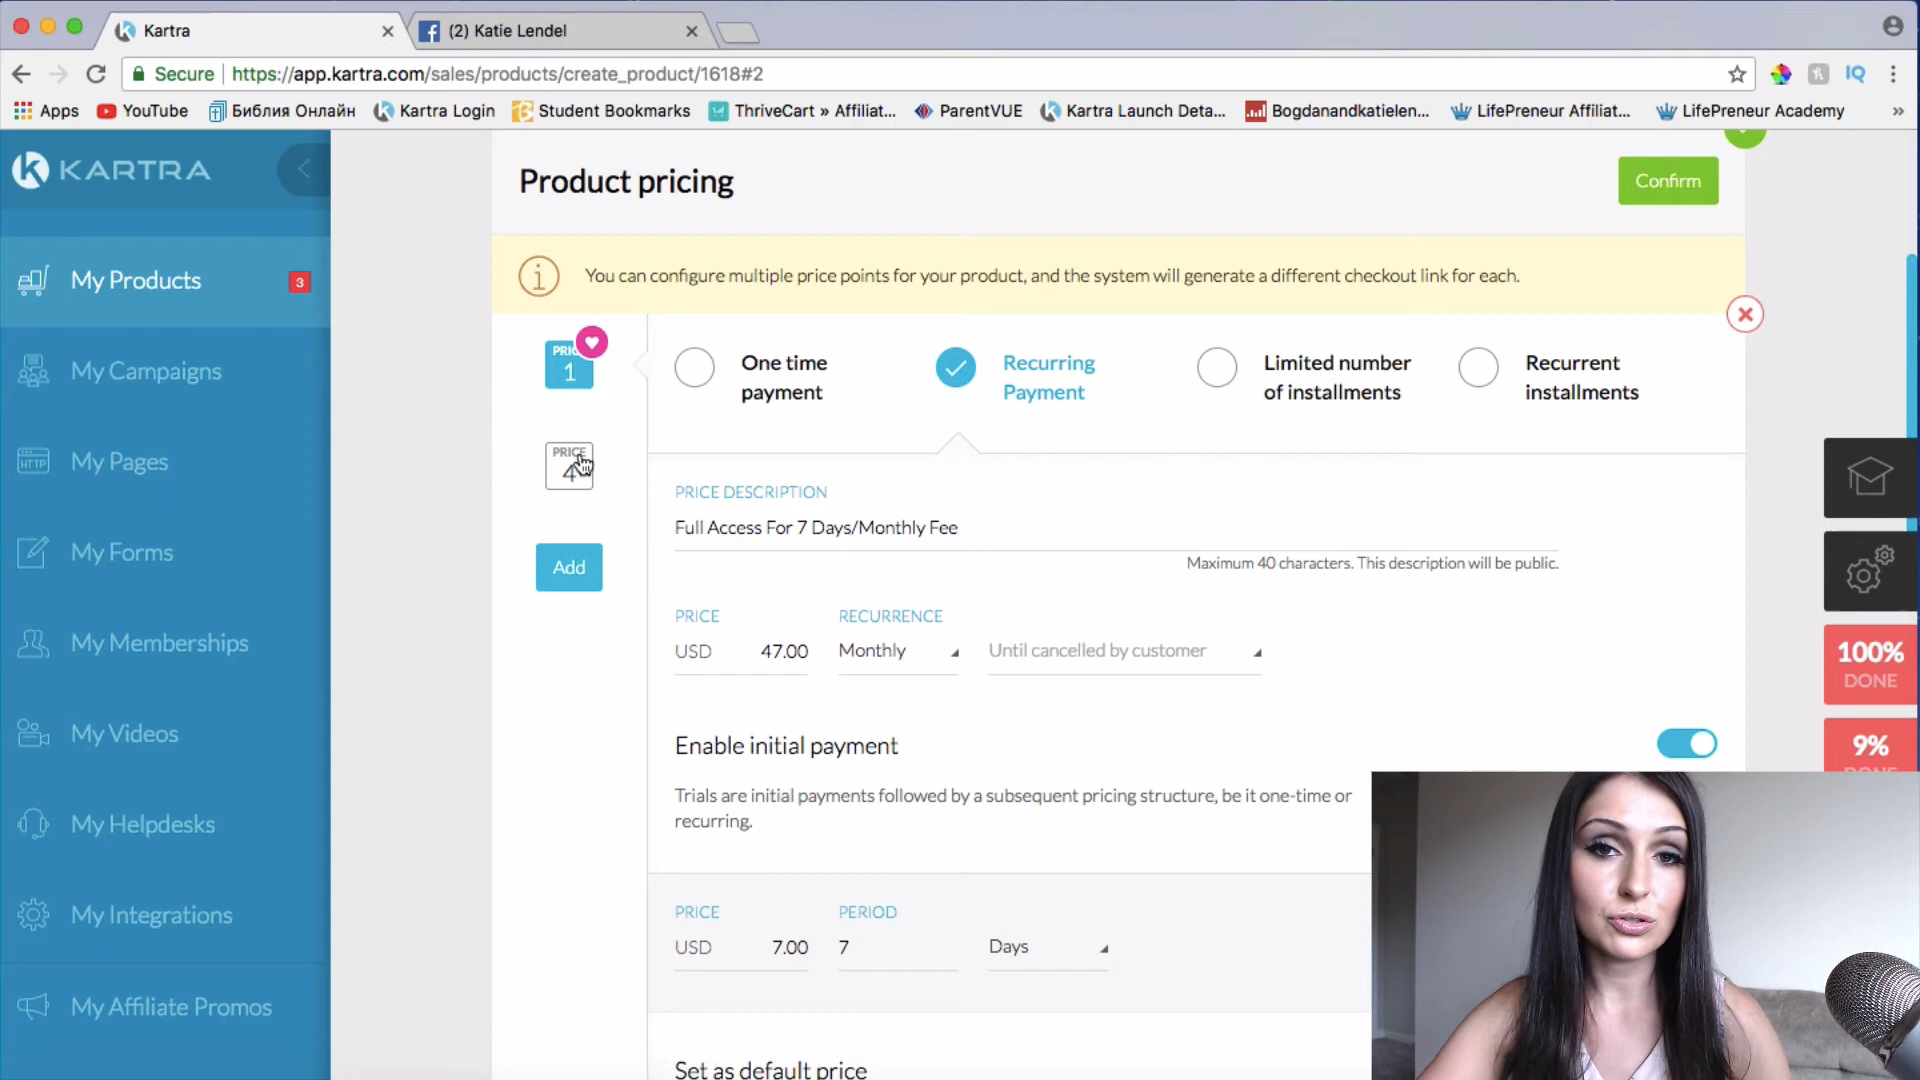 Kartra
(2) Katie Lendel
Secure https://app.kartra.com/sales/products/create_product/1618#2
IQ
Apps YouTube Библия Онлайн Kartra Login Student Bookmarks ThriveCart » Affiliat... ParentVUE Kartra Launch Deta... Bogdanandkatielen... LifePreneur Affiliat... LifePreneur Academy »
KARTRA
My Products 3
My Campaigns
HTTP My Pages
My Forms
My Memberships
My Videos
My Helpdesks
My Integrations
My Affiliate Promos
Product pricing
Confirm
You can configure multiple price points for your product, and the system will generate a different checkout link for each.
1
PRICE
4
Add
One time
payment
Recurring
Payment
Limited number
of installments
Recurrent
installments
PRICE DESCRIPTION
Full Access For 7 Days/Monthly Fee
Maximum 40 characters. This description will be public.
PRICE RECURRENCE
USD 47.00 Monthly Until cancelled by customer
Enable initial payment
Trials are initial payments followed by a subsequent pricing structure, be it one-time or
recurring.
PRICE PERIOD
USD 7.00 7 Days
Set as default price
100%
DONE
9%